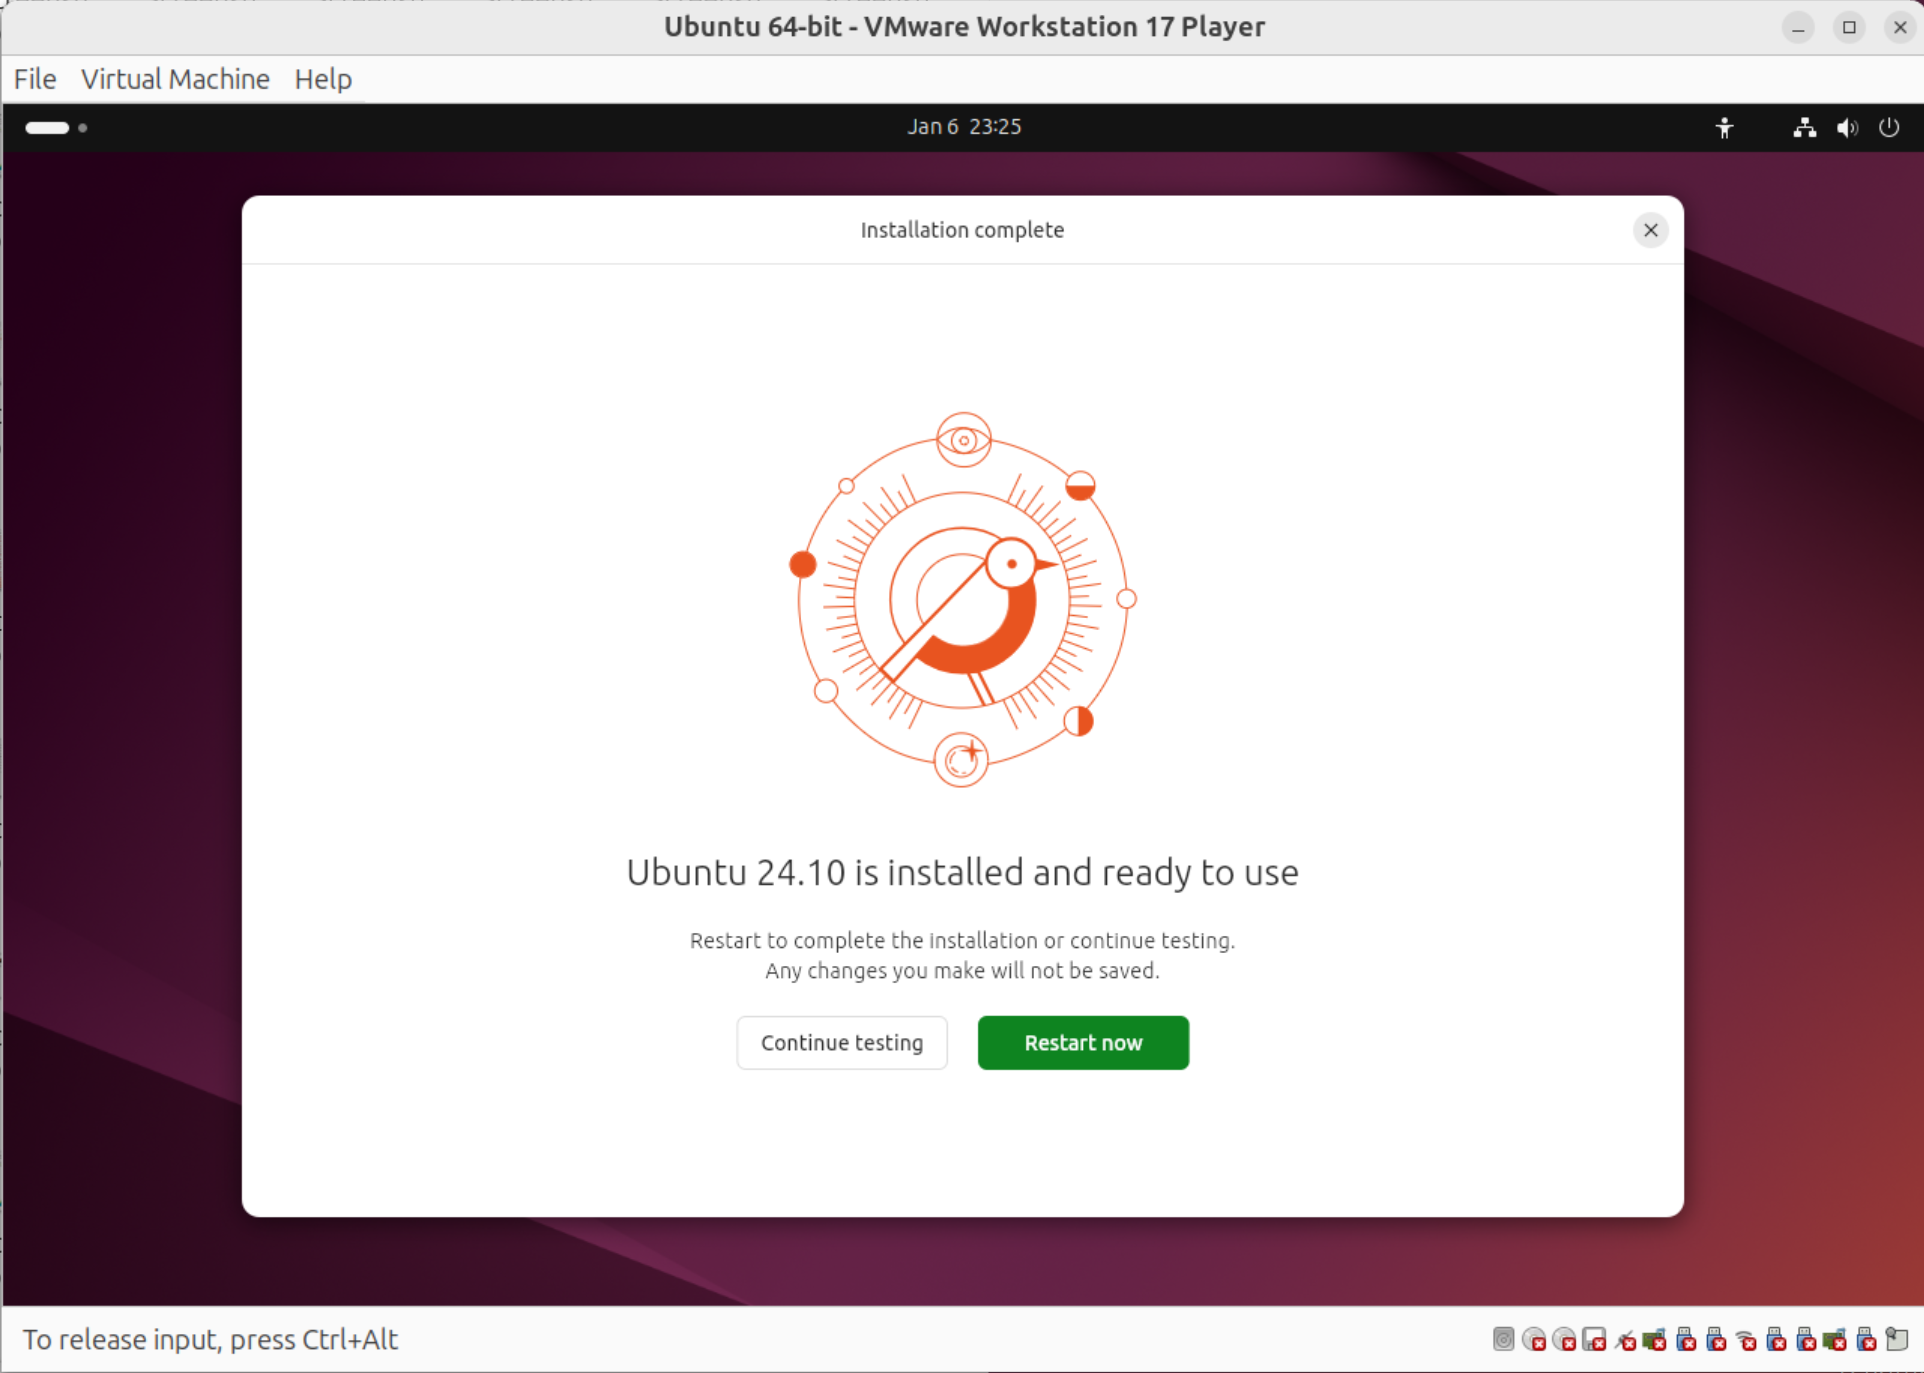 Ubuntu 64-bit - VMware Workstation 17 Player
File Virtual Machine Help
Jan 6 23:25
Installation complete
Ubuntu 24.10 is installed and ready to use
Restart to complete the installation or continue testing.
Any changes you make will not be saved.
Continue testing Restart now
To release input, press Ctrl+Alt